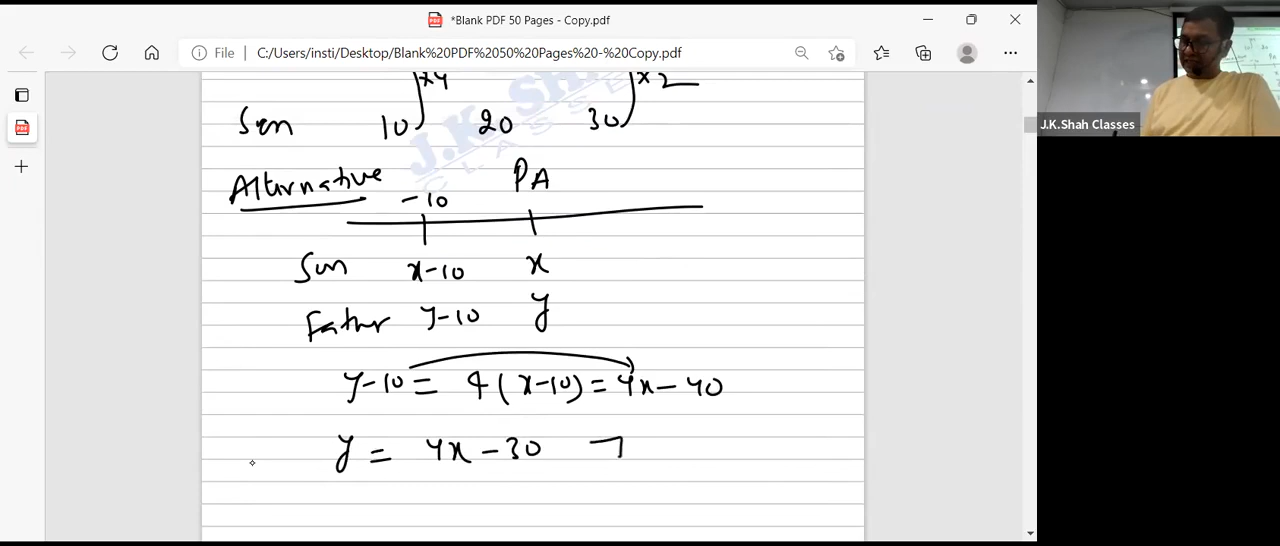 *Blank PDF 50 Pages - Copy.pdf
File C:/Users/insti/Desktop/Blank%20PDF%2050%20Pages%20-%20Copy.pdf
J.K.Shah Classes
x4 x2
Son 10 20 30
J.K. SH
CLASSE
Alternative -10 PA
Son x-10 x
Father y-10 y
y-10 = 4(x-10) = 4x-40
y = 4x-30